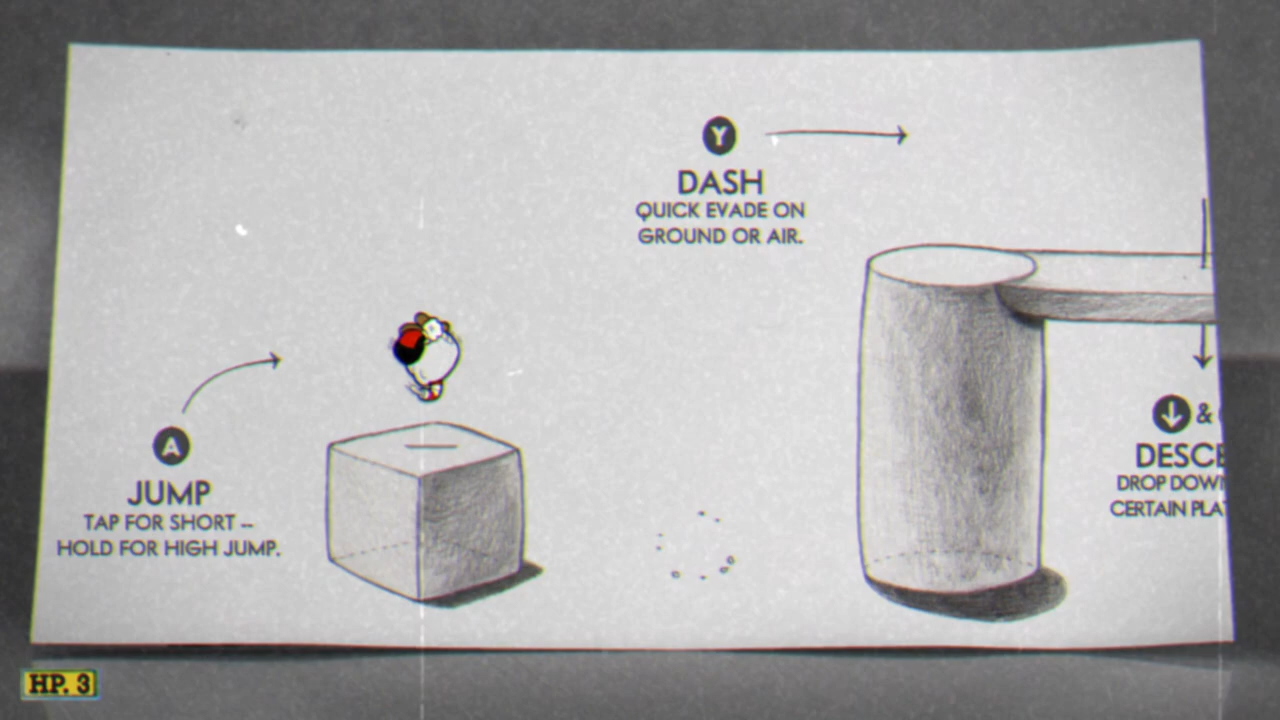 Y
DASH
QUICK EVADE ON
GROUND OR AIR.
A
JUMP
TAP FOR SHORT --
HOLD FOR HIGH JUMP.
&
HP. 3